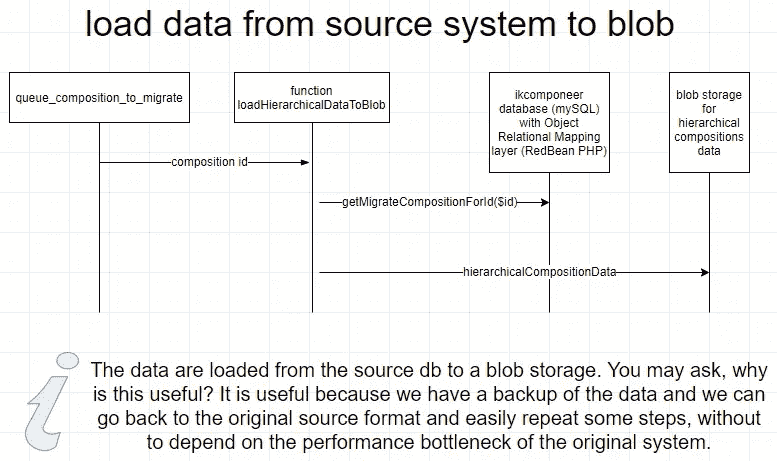 load data from source system to blob
queue_composition_to_migrate
function
loadHierarchicalDataToBlob
ikcomponeer
database (mySQL)
with Object
Relational Mapping
layer (RedBean PHP)
blob storage
for
hierarchical
compositions
data
composition id
getMigrateCompositionForId($id)
hierarchicalCompositionData
The data are loaded from the source db to a blob storage. You may ask, why
is this useful? It is useful because we have a backup of the data and we can
go back to the original source format and easily repeat some steps, without
to depend on the performance bottleneck of the original system.